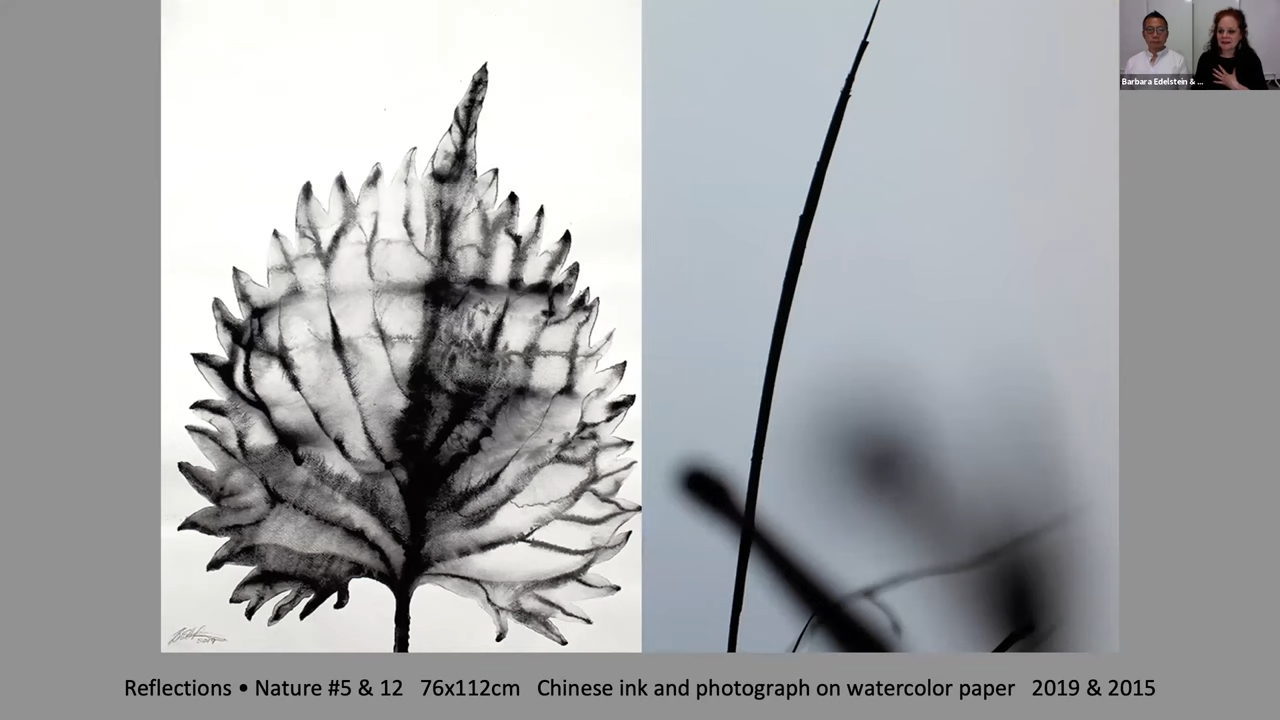 Barbara Edelstein & ...
Reflections • Nature #5 & 12 76x112cm Chinese ink and photograph on watercolor paper 2019 & 2015